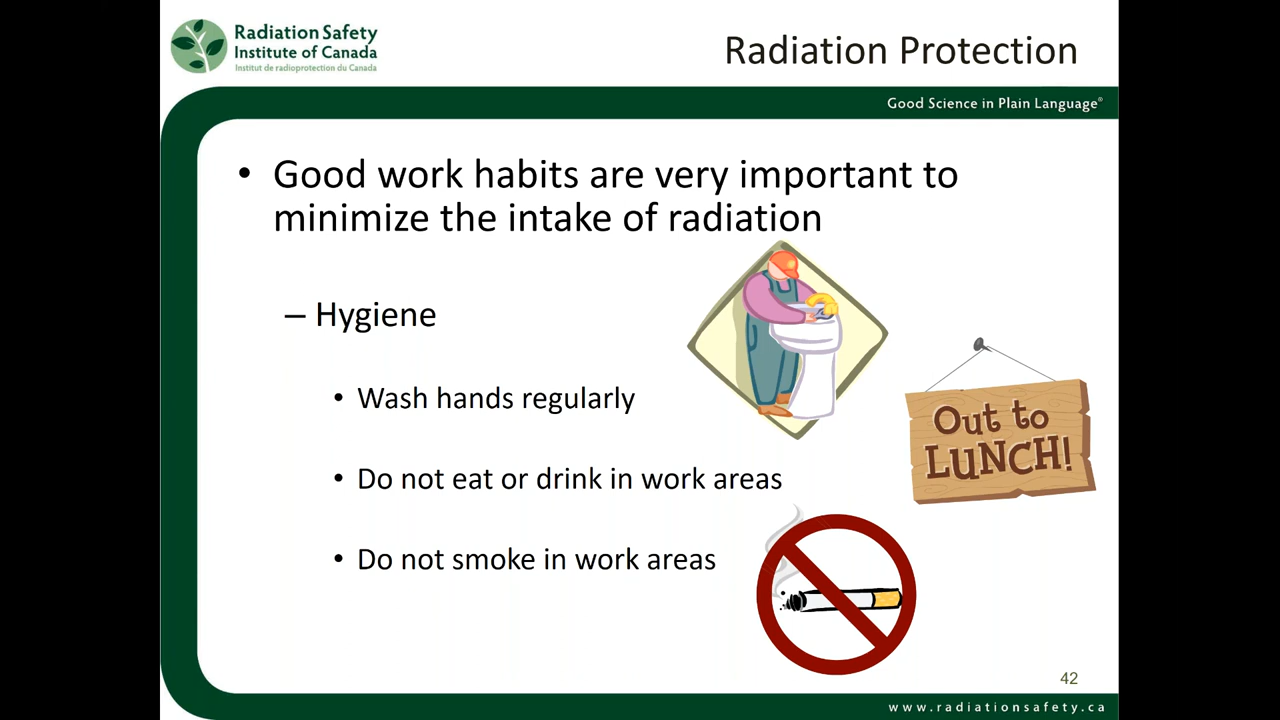 Radiation Safety
Institute of Canada
Institut de radioprotection du Canada
Radiation Protection
Good Science in Plain Language®
• Good work habits are very important to
minimize the intake of radiation
– Hygiene
• Wash hands regularly
• Do not eat or drink in work areas
• Do not smoke in work areas
Out to
LUNCH!
42
www.radiationsafety.ca